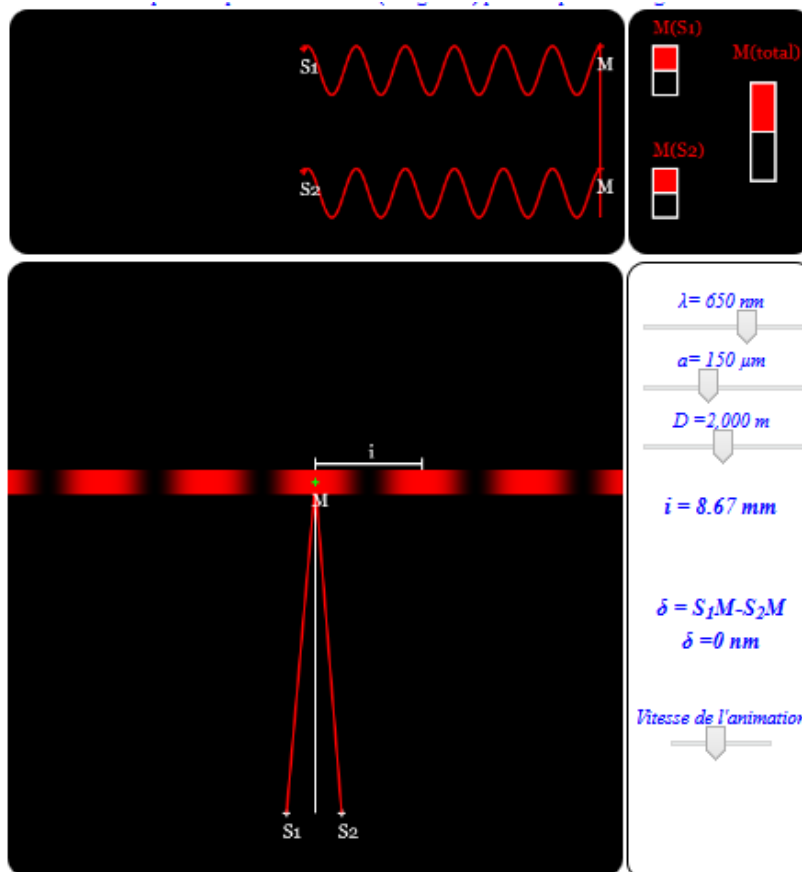 S1
M
S2
M
M(S1)
M(total)
M(S2)
i
M
S1
S2
λ= 650 nm
a= 150 µm
D =2,000 m
i = 8.67 mm
δ = S₁M-S₂M
δ =0 nm
Vitesse de l'animation